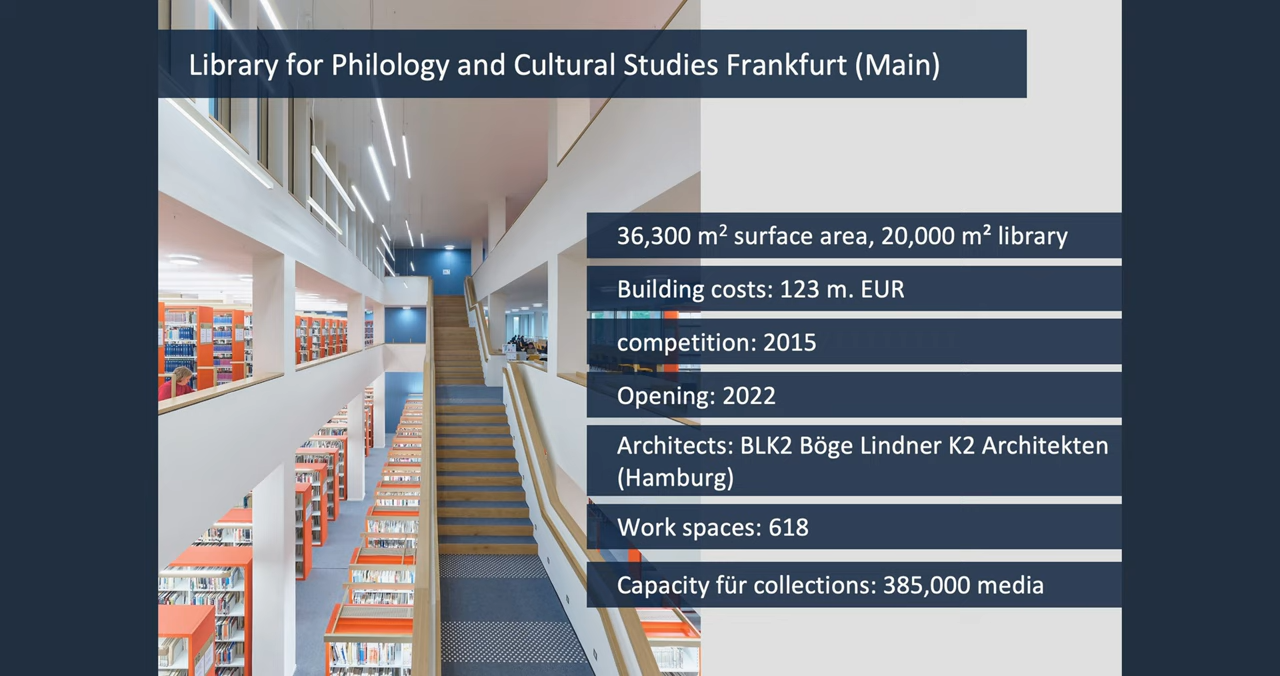 Library for Philology and Cultural Studies Frankfurt (Main)
36,300 m² surface area, 20,000 m² library
Building costs: 123 m. EUR
competition: 2015
Opening: 2022
Architects: BLK2 Böge Lindner K2 Architekten
(Hamburg)
Work spaces: 618
Capacity für collections: 385,000 media